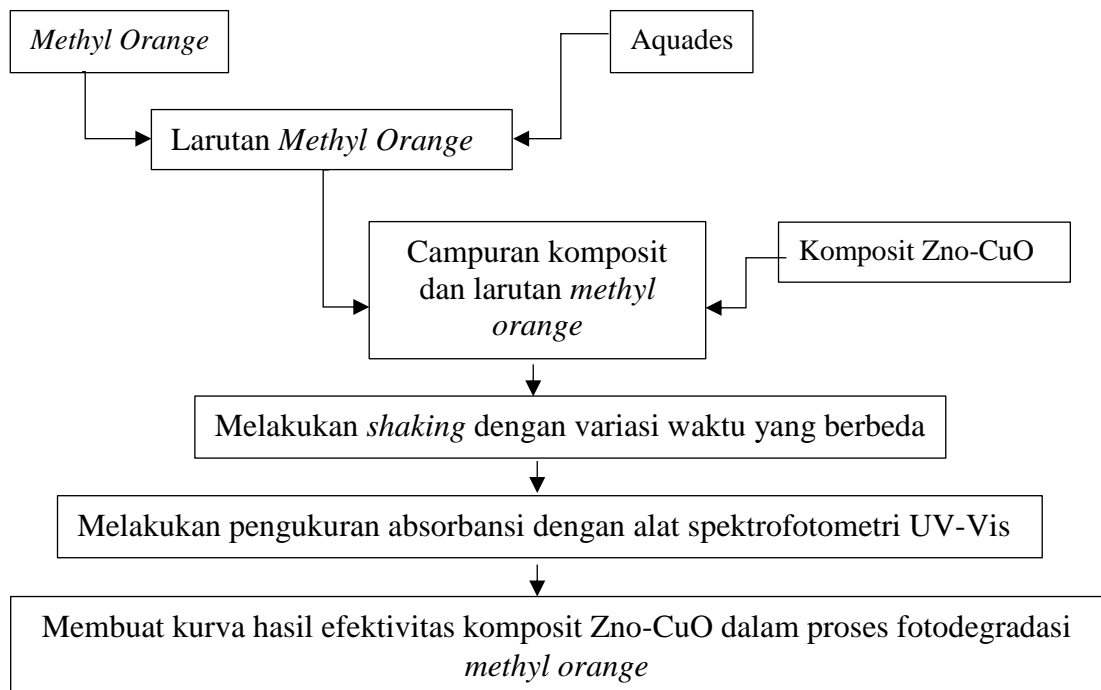 Methyl Orange
Aquades
Larutan Methyl Orange
Campuran komposit
dan larutan methyl
orange
Komposit Zno-CuO
Melakukan shaking dengan variasi waktu yang berbeda
Melakukan pengukuran absorbansi dengan alat spektrofotometri UV-Vis
Membuat kurva hasil efektivitas komposit Zno-CuO dalam proses fotodegradasi
methyl orange